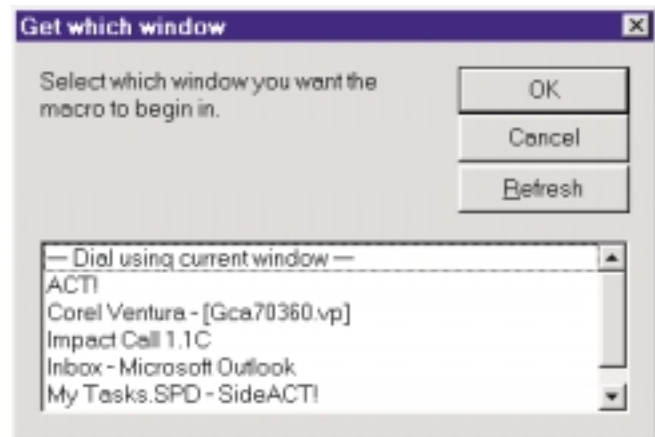 Get which window
Select which window you want the
macro to begin in.
OK
Cancel
Refresh
— Dial using current window —
ACT!
Corel Ventura - [Gca70360.vp]
Impact Call 1.1C
Inbox - Microsoft Outlook
My Tasks.SPD - SideACT!